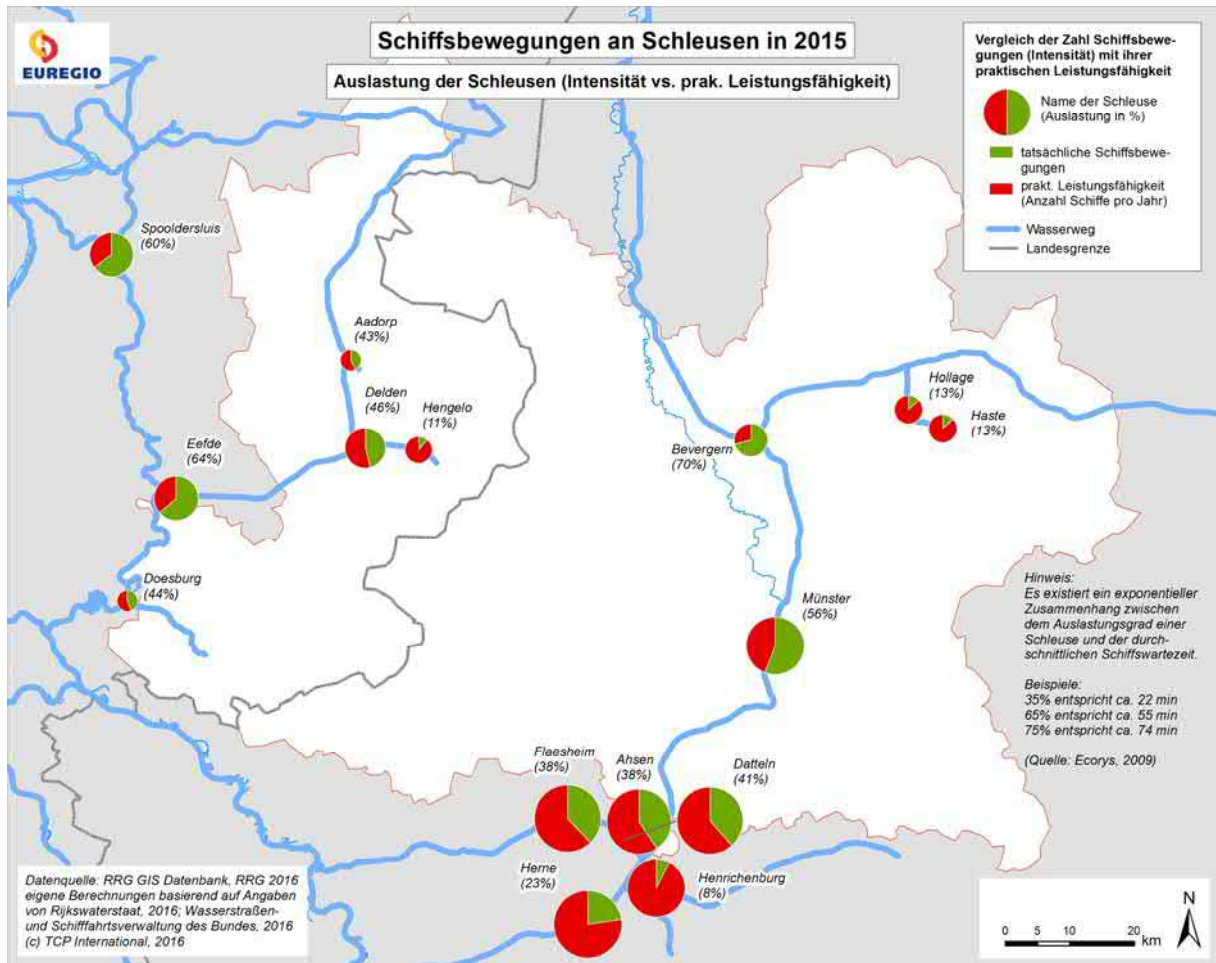 EUREGIO
Schiffsbewegungen an Schleusen in 2015
Auslastung der Schleusen (Intensität vs. prak. Leistungsfähigkeit)
Vergleich der Zahl Schiffsbewe-
gungen (Intensität) mit ihrer
praktischen Leistungsfähigkeit
Name der Schleuse
(Auslastung in %)
tatsächliche Schiffsbewe-
gungen
prakt. Leistungsfähigkeit
(Anzahl Schiffe pro Jahr)
Wasserweg
Landesgrenze
Spooldersluis
(60%)
Aadorp
(43%)
Delden
(46%)
Hengelo
(11%)
Eefde
(64%)
Doesburg
(44%)
Hollage
(13%)
Haste
(13%)
Bevergern
(70%)
Münster
(56%)
Flaesheim
(38%)
Ahsen
(38%)
Datteln
(41%)
Herne
(23%)
Henrichenburg
(8%)
Hinweis:
Es existiert ein exponentieller
Zusammenhang zwischen
dem Auslastungsgrad einer
Schleuse und der durch-
schnittlichen Schiffswartezeit.
Beispiele:
35% entspricht ca. 22 min
65% entspricht ca. 55 min
75% entspricht ca. 74 min
(Quelle: Ecorys, 2009)
Datenquelle: RRG GIS Datenbank, RRG 2016
eigene Berechnungen basierend auf Angaben
von Rijkswaterstaat, 2016; Wasserstraßen-
und Schifffahrtsverwaltung des Bundes, 2016
(c) TCP International, 2016
N
0 5 10 20
km